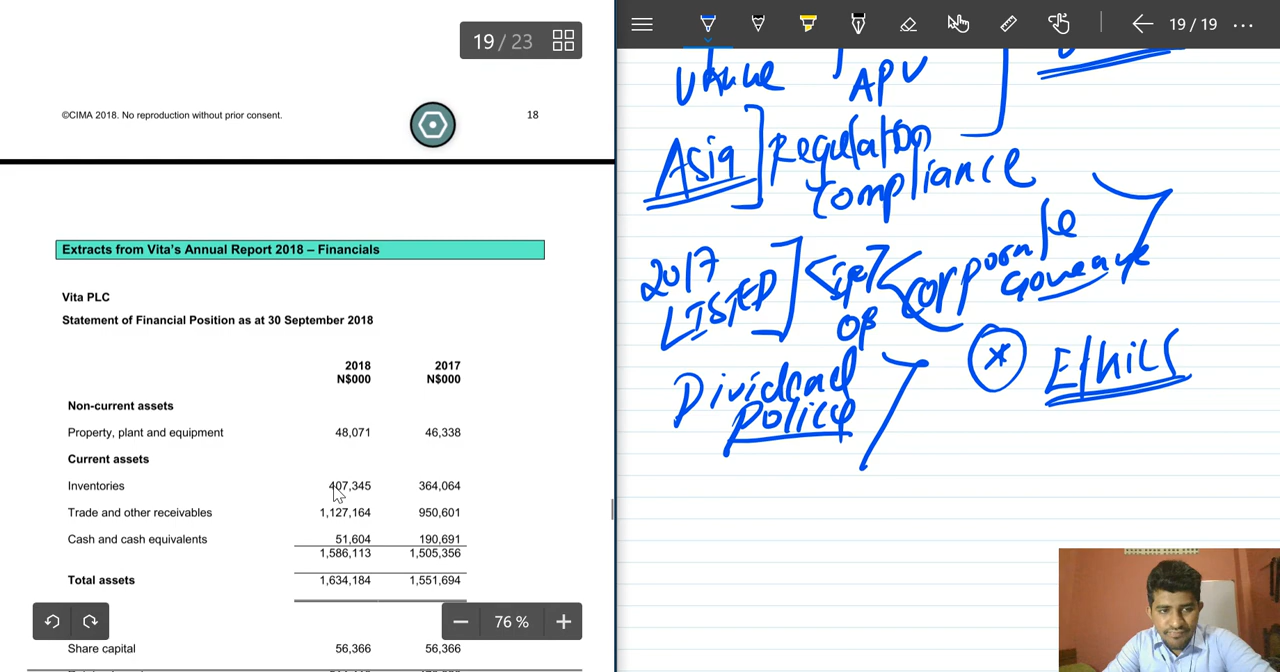 19 / 23
©CIMA 2018. No reproduction without prior consent. 18
Extracts from Vita's Annual Report 2018 – Financials
Vita PLC
Statement of Financial Position as at 30 September 2018
2018 2017
N$000 N$000
Non-current assets
Property, plant and equipment 48,071 46,338
Current assets
Inventories 407,345 364,064
Trade and other receivables 1,127,164 950,601
Cash and cash equivalents 51,604 190,691
1,586,113 1,505,356
Total assets 1,634,184 1,551,694
76 %
Share capital 56,366 56,366
19 / 19
APV
Asia Regulation
Compliance
2017
LISTED
Corporate
OB
Dividend
Policy
Ethics